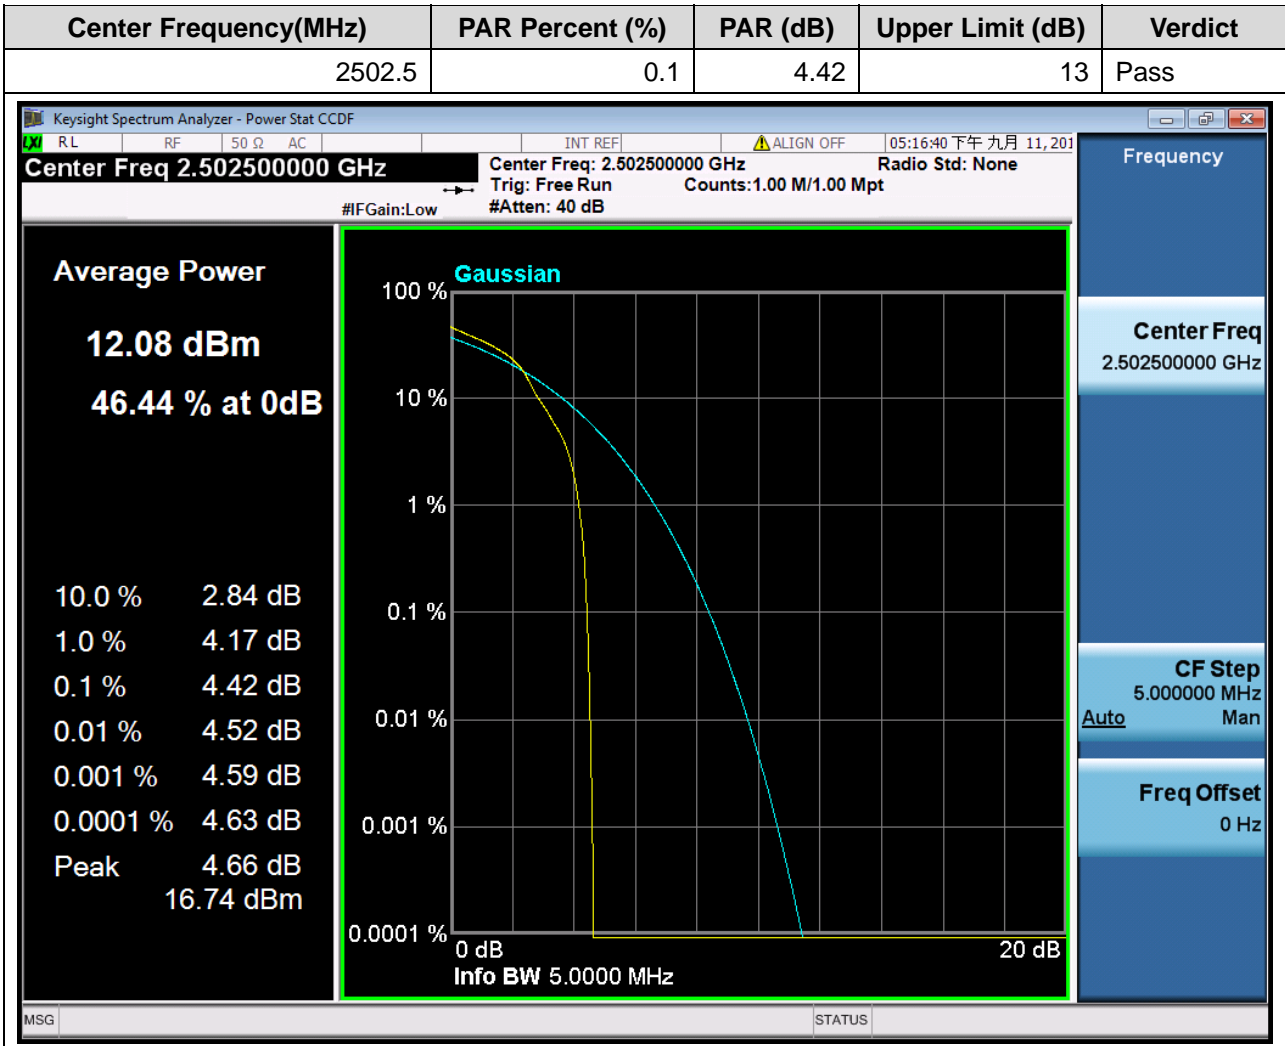 Center Frequency(MHz) PAR Percent (%) PAR (dB) Upper Limit (dB) Verdict
2502.5 0.1 4.42 13 Pass
Keysight Spectrum Analyzer - Power Stat CCDF
LXI RL RF 50 Ω AC INT REF ALIGN OFF 05:16:40 下午 九月 11, 201
Center Freq 2.502500000 GHz
Center Freq: 2.502500000 GHz Radio Std: None
Trig: Free Run Counts:1.00 M/1.00 Mpt
#IFGain:Low #Atten: 40 dB
Average Power
12.08 dBm
46.44 % at 0dB
10.0 % 2.84 dB
1.0 % 4.17 dB
0.1 % 4.42 dB
0.01 % 4.52 dB
0.001 % 4.59 dB
0.0001 % 4.63 dB
Peak 4.66 dB
16.74 dBm
Gaussian
100 %
10 %
1 %
0.1 %
0.01 %
0.001 %
0.0001 %
0 dB 20 dB
Info BW 5.0000 MHz
Frequency
Center Freq
2.502500000 GHz
CF Step
5.000000 MHz
Auto Man
Freq Offset
0 Hz
MSG STATUS